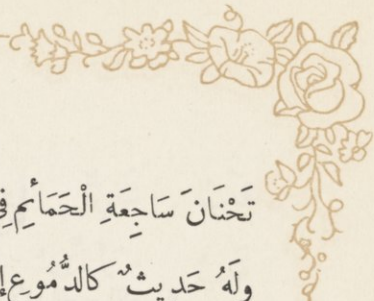 تَحْنَانَ سَاجِعَةِ الْحَمَائِمِ فِي
وَلَهُ حَدِيثٌ كَالدُّمُوعِ إِ